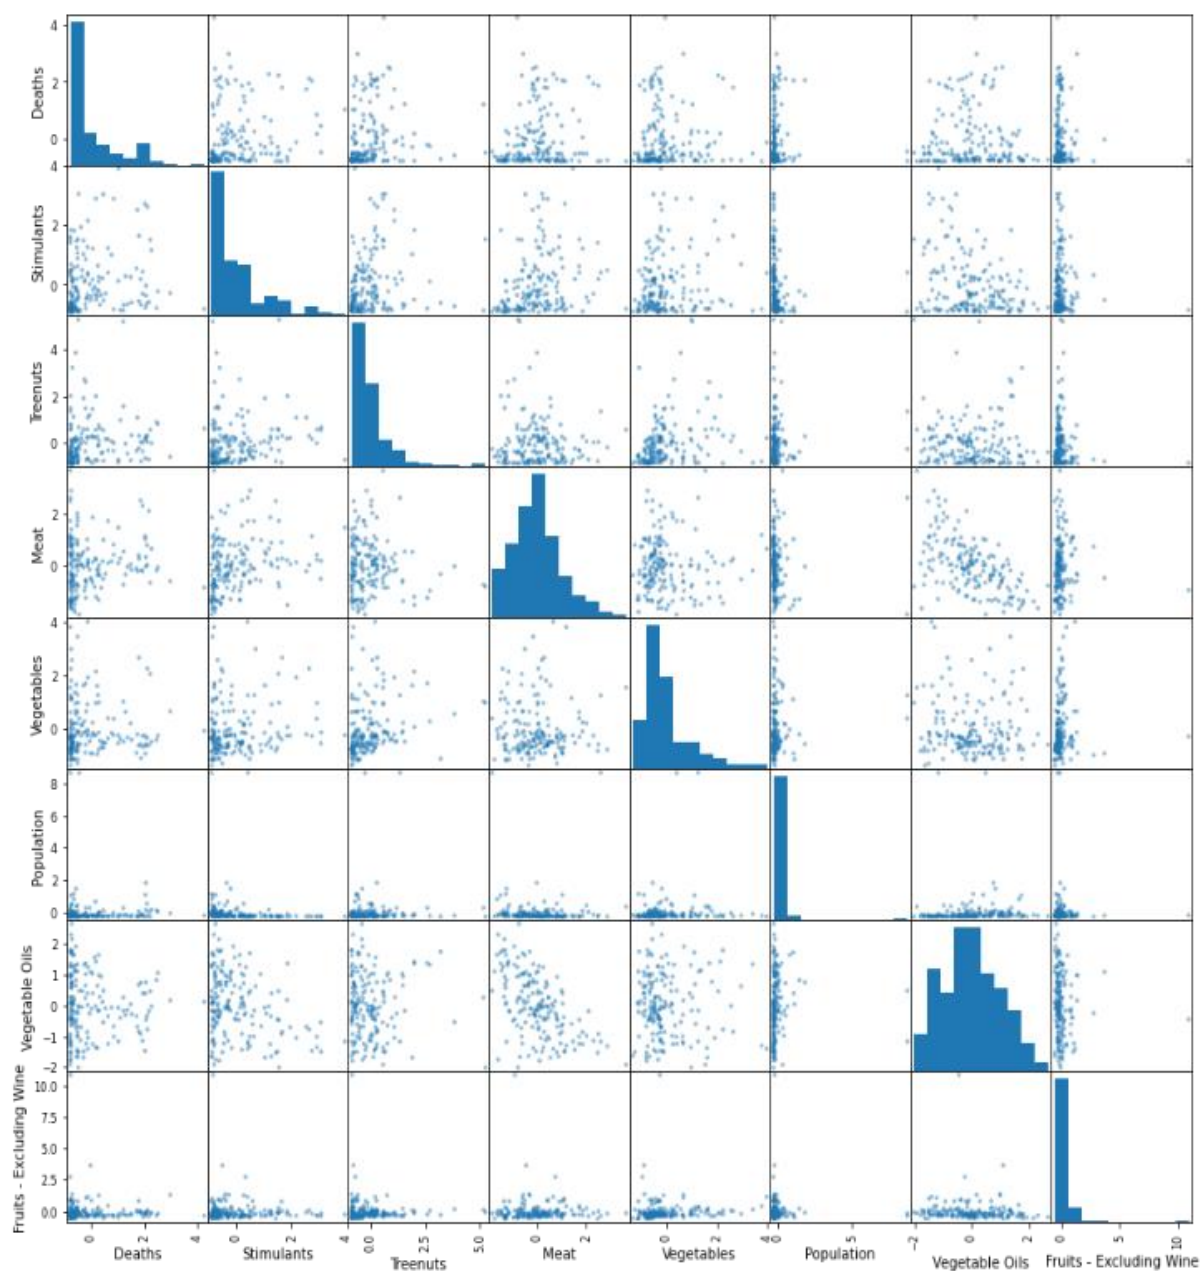 4
2
0
Deaths
4
2
0
Stimulants
4
2
0
Treenuts
2
0
Meat
4
2
0
Vegetables
8
6
4
2
0
Population
2
1
0
−1
−2
Vegetable Oils
10.0
7.5
5.0
2.5
0.0
Fruits - Excluding Wine
0 2 4 0 2 4 0.0 2.5 5.0 0 2 0 2 4 0 5 −2 0 2 0 5 10
Deaths Stimulants Treenuts Meat Vegetables Population Vegetable Oils Fruits - Excluding Wine